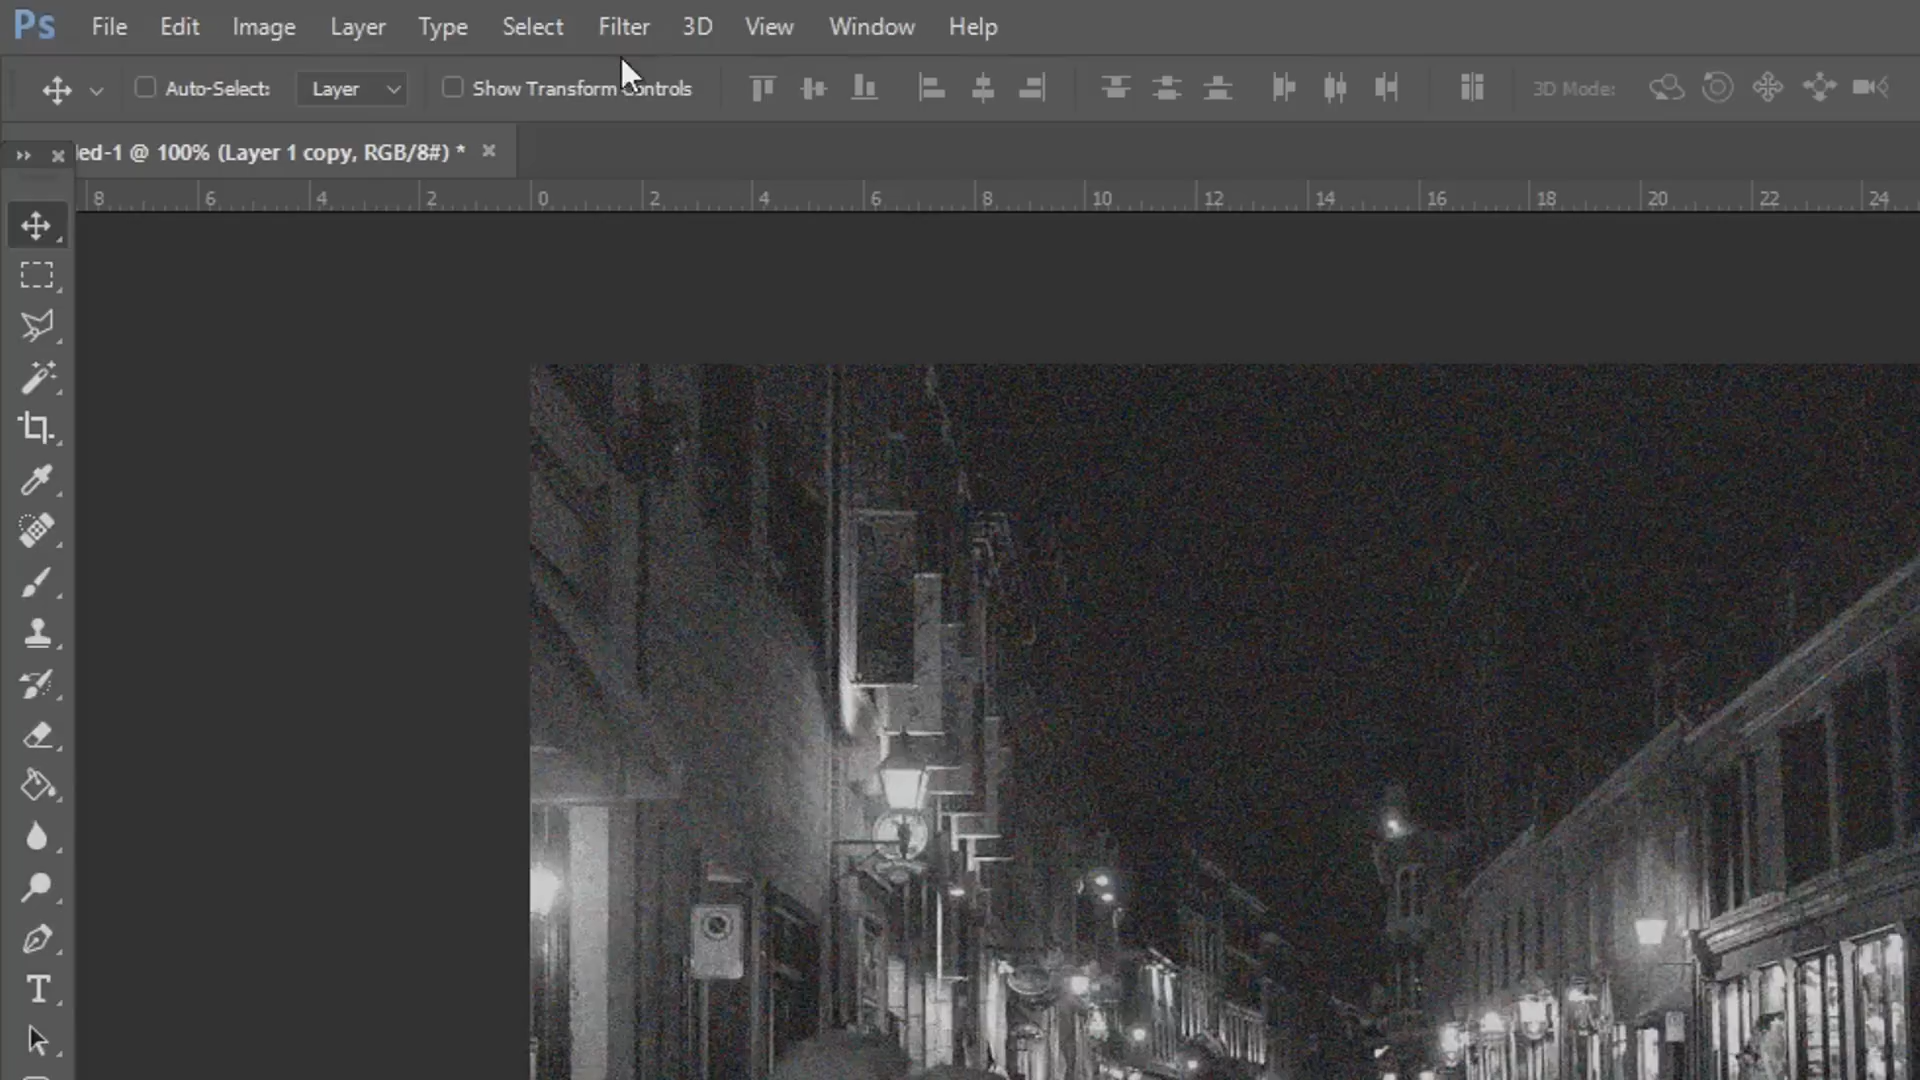 Ps File Edit Image Layer Type Select Filter 3D View Window Help
Auto-Select: Layer Show Transform Controls 3D Mode:
led-1 @ 100% (Layer 1 copy, RGB/8#) *
8 6 4 2 0 2 4 6 8 10 12 14 16 18 20 22 24